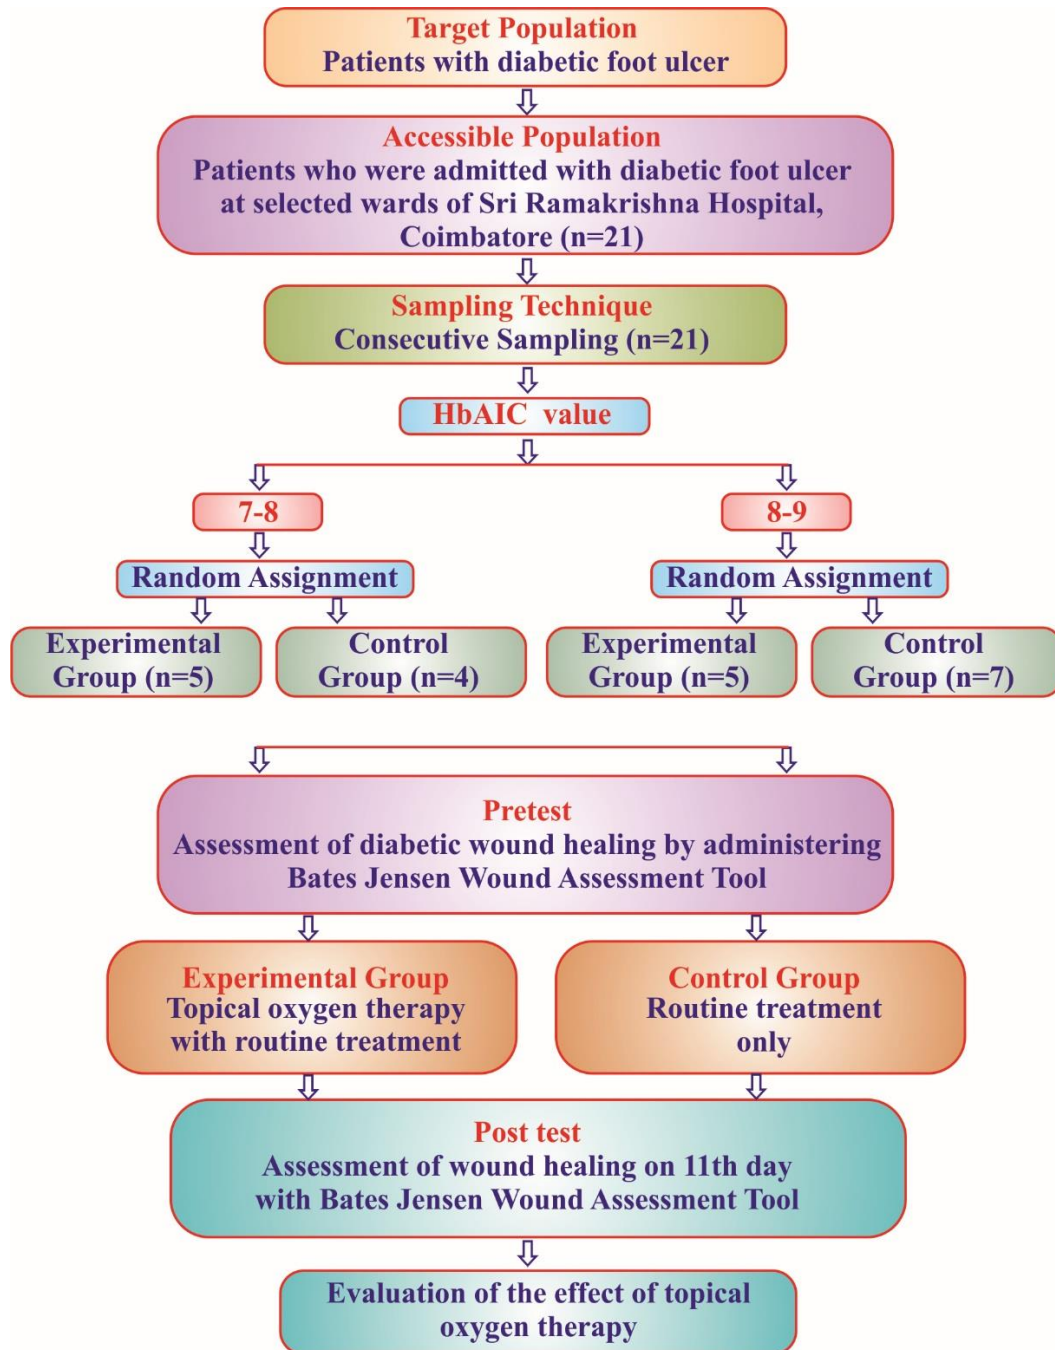 Target Population
Patients with diabetic foot ulcer
Accessible Population
Patients who were admitted with diabetic foot ulcer
at selected wards of Sri Ramakrishna Hospital,
Coimbatore (n=21)
Sampling Technique
Consecutive Sampling (n=21)
HbAIC value
7-8
8-9
Random Assignment
Random Assignment
Experimental
Group (n=5)
Control
Group (n=4)
Experimental
Group (n=5)
Control
Group (n=7)
Pretest
Assessment of diabetic wound healing by administering
Bates Jensen Wound Assessment Tool
Experimental Group
Topical oxygen therapy
with routine treatment
Control Group
Routine treatment
only
Post test
Assessment of wound healing on 11th day
with Bates Jensen Wound Assessment Tool
Evaluation of the effect of topical
oxygen therapy